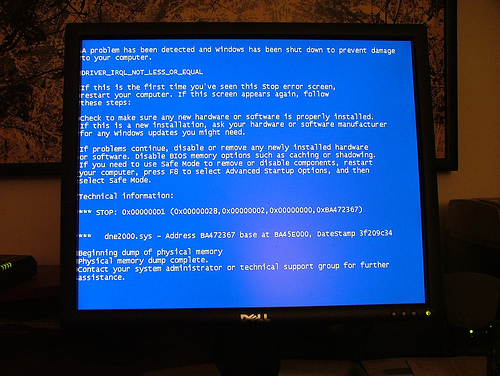 A problem has been detected and windows has been shut down to prevent damage
to your computer.
DRIVER_IRQL_NOT_LESS_OR_EQUAL
If this is the first time you've seen this Stop error screen,
restart your computer. If this screen appears again, follow
these steps:
Check to make sure any new hardware or software is properly installed.
If this is a new installation, ask your hardware or software manufacturer
for any windows updates you might need.
If problems continue, disable or remove any newly installed hardware
or software. Disable BIOS memory options such as caching or shadowing.
If you need to use Safe Mode to remove or disable components, restart
your computer, press F8 to select Advanced Startup Options, and then
select Safe Mode.
Technical information:
*** STOP: 0x000000D1 (0x00000028,0x00000002,0x00000000,0xBA472367)
*** dne2000.sys - Address BA472367 base at BA45E000, DateStamp 3f209c34
Beginning dump of physical memory
Physical memory dump complete.
Contact your system administrator or technical support group for further
assistance.
DELL